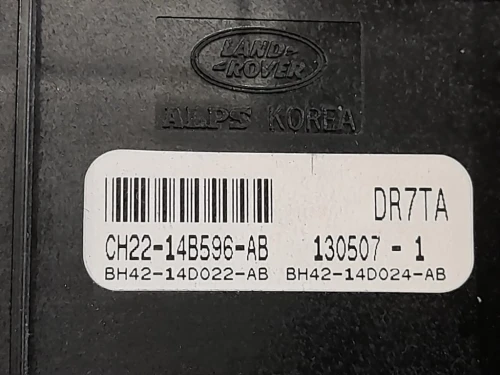 LAND-
-ROVER
ALPS KOREA
DR7TA
CH22-14B596-AB 130507-1
BH42-14D022-AB BH42-14D024-AB